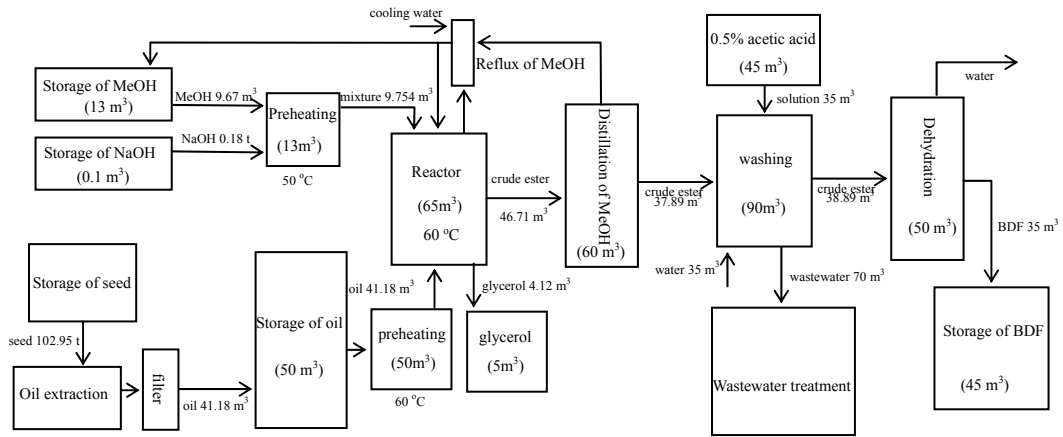 cooling water
Storage of MeOH
(13 m³)
MeOH 9.67 m³
Storage of NaOH
(0.1 m³)
NaOH 0.18 t
Preheating
(13m³)
50 °C
mixture 9.754 m³
Reflux of MeOH
Reactor
(65m³)
60 °C
crude ester
46.71 m³
Distillation of MeOH
(60 m³)
crude ester
37.89 m³
0.5% acetic acid
(45 m³)
solution 35 m³
washing
(90m³)
water 35 m³
wastewater 70 m³
Wastewater treatment
crude ester
38.89 m³
Dehydration
(50 m³)
water
BDF 35 m³
Storage of BDF
(45 m³)
Storage of seed
seed 102.95 t
Oil extraction
filter
oil 41.18 m³
Storage of oil
(50 m³)
oil 41.18 m³
preheating
(50m³)
60 °C
glycerol 4.12 m³
glycerol
(5m³)